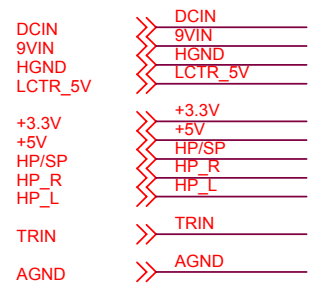 DCIN DCIN
9VIN 9VIN
HGND HGND
LCTR_5V LCTR_5V
+3.3V +3.3V
+5V +5V
HP/SP HP/SP
HP_R HP_R
HP_L HP_L
TRIN TRIN
AGND AGND